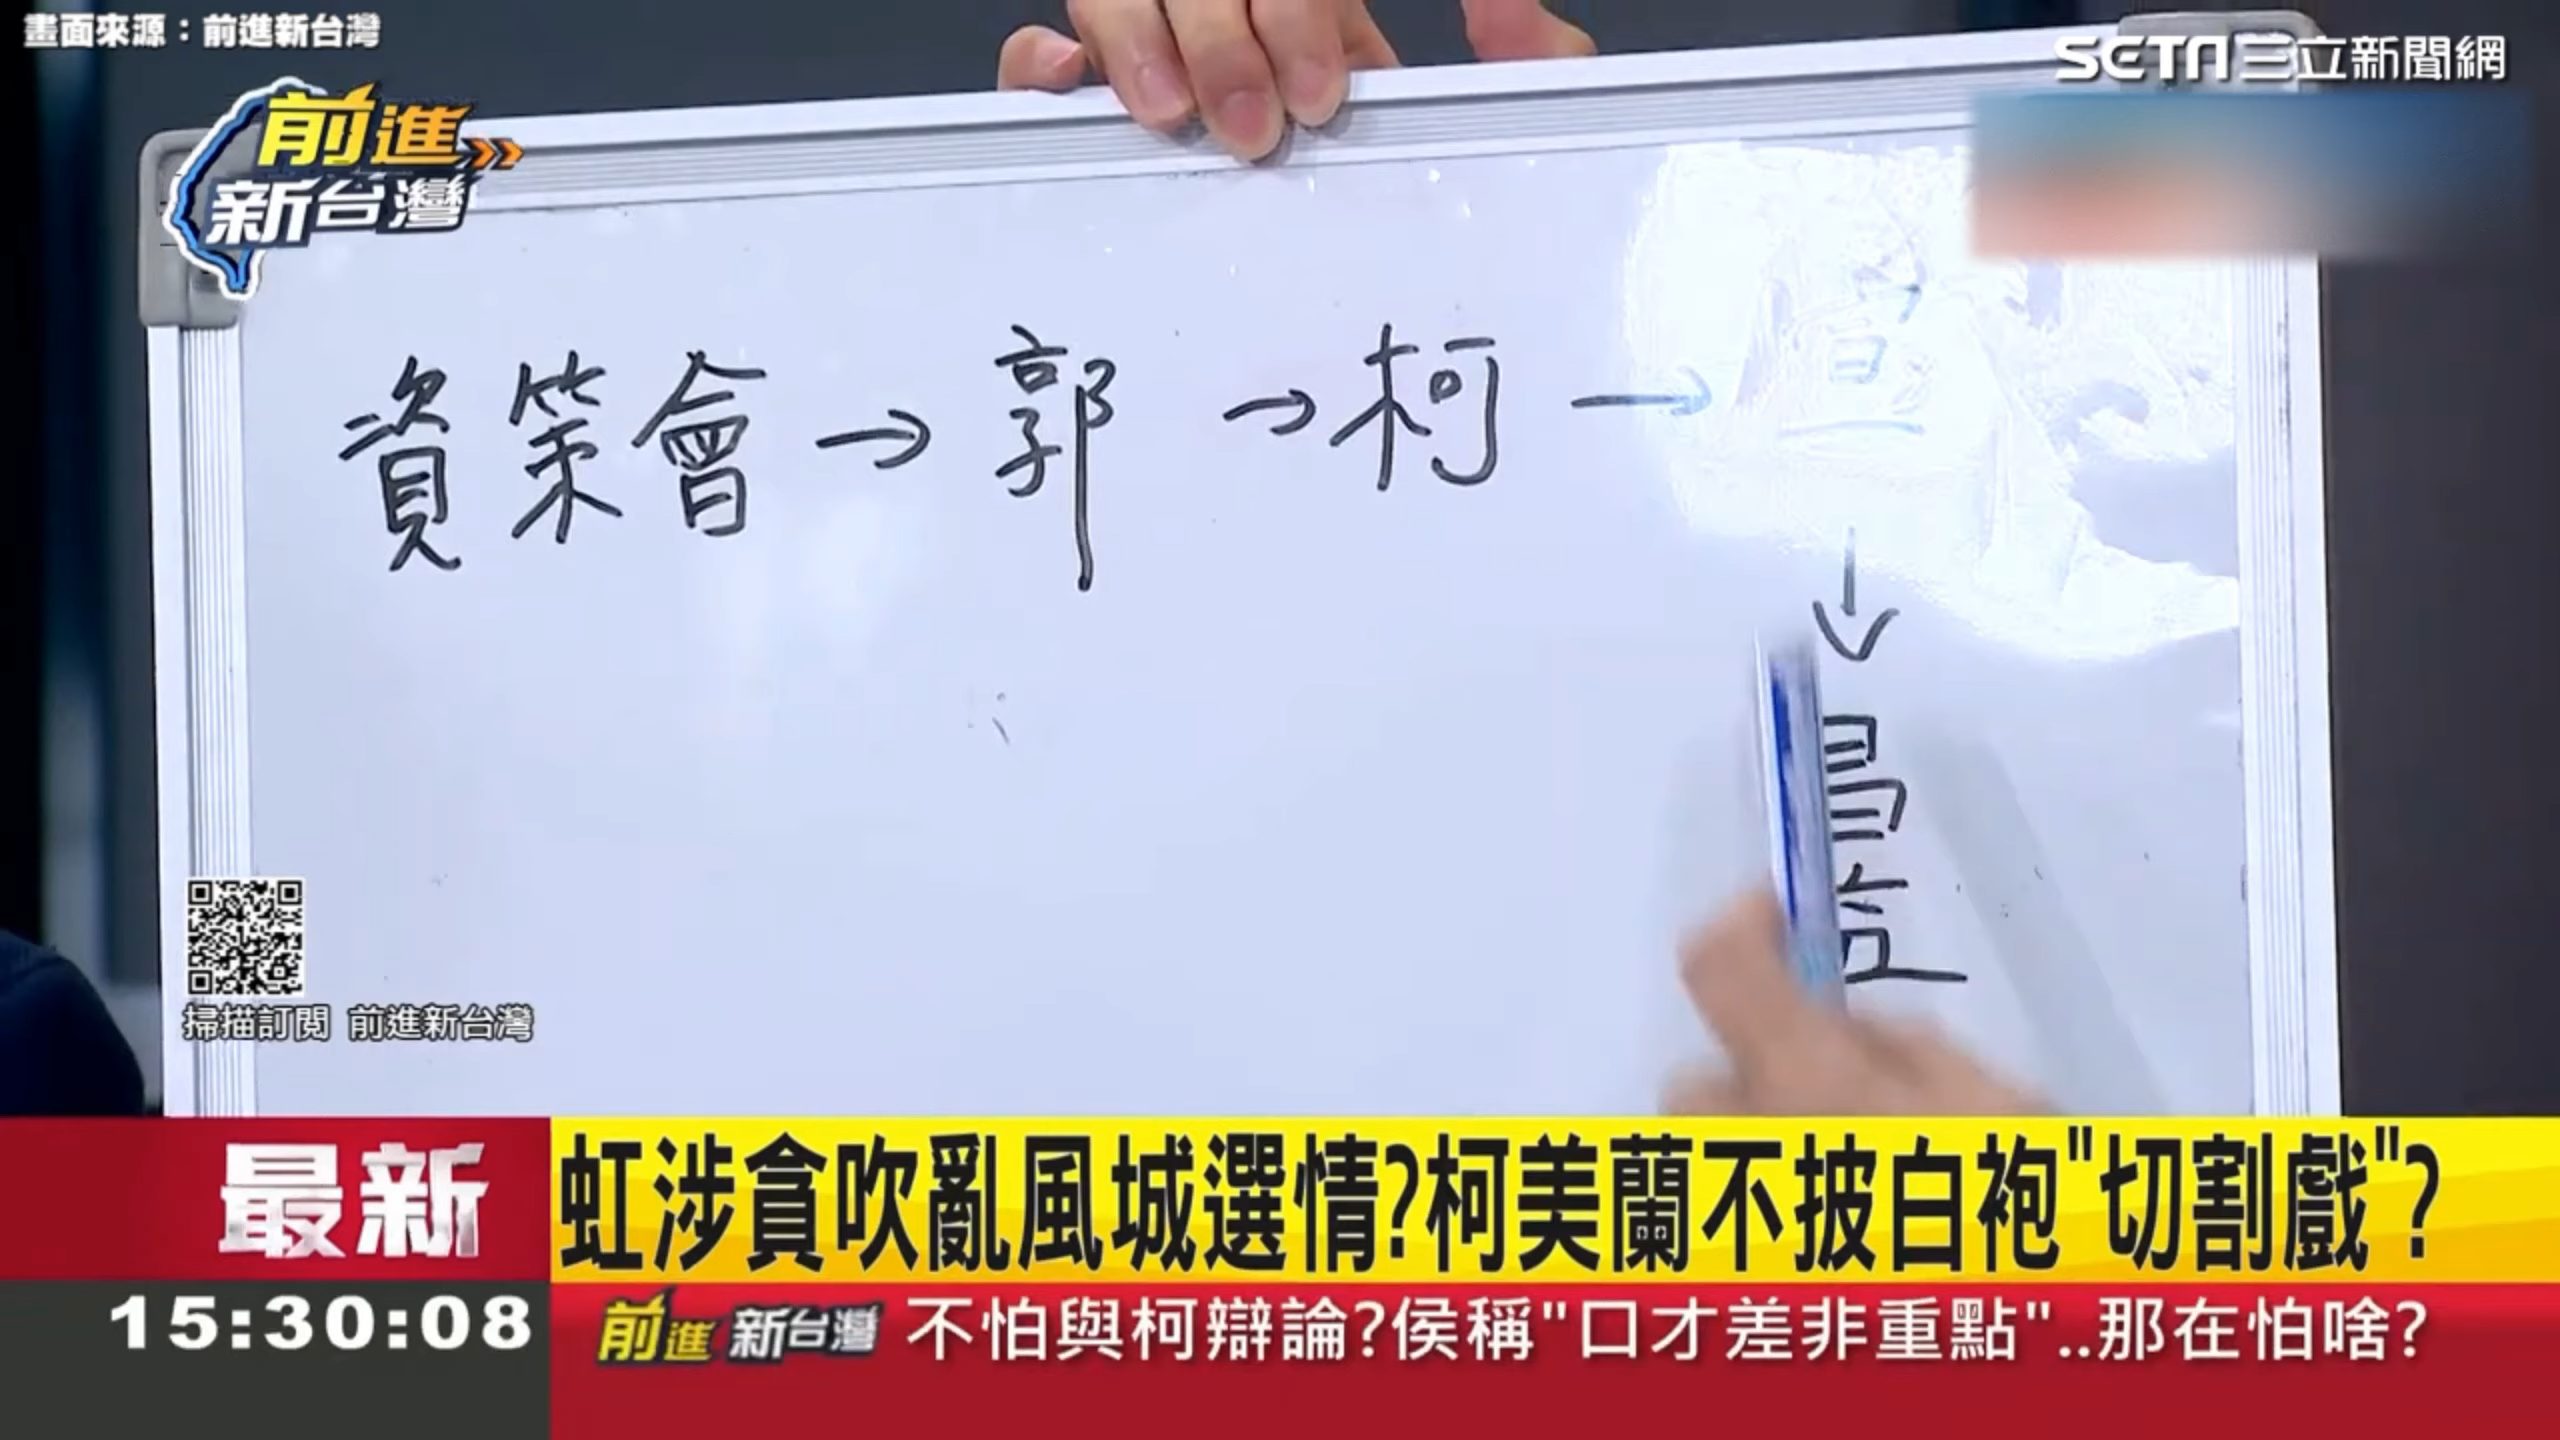 畫面來源：前進新台灣
SETN三立新聞網
前進
新台灣
資策會→郭→柯→高
↓
掃描訂閱 前進新台灣
最新
虹涉貪吹亂風城選情?柯美蘭不披白袍"切割戲"?
15:30:08
前進新台灣 不怕與柯辯論?侯稱"口才差非重點"..那在怕啥?